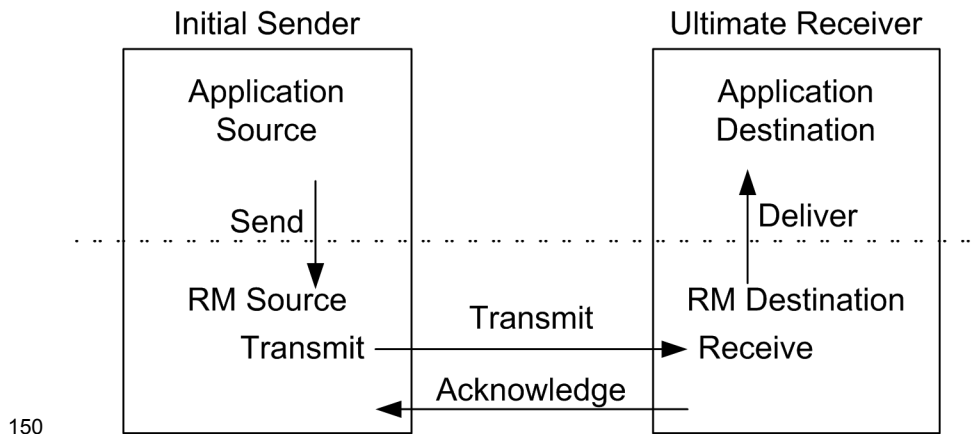 Initial Sender
Ultimate Receiver
Application
Source
Application
Destination
Send
Deliver
RM Source
RM Destination
Transmit
Transmit
Receive
Acknowledge
150